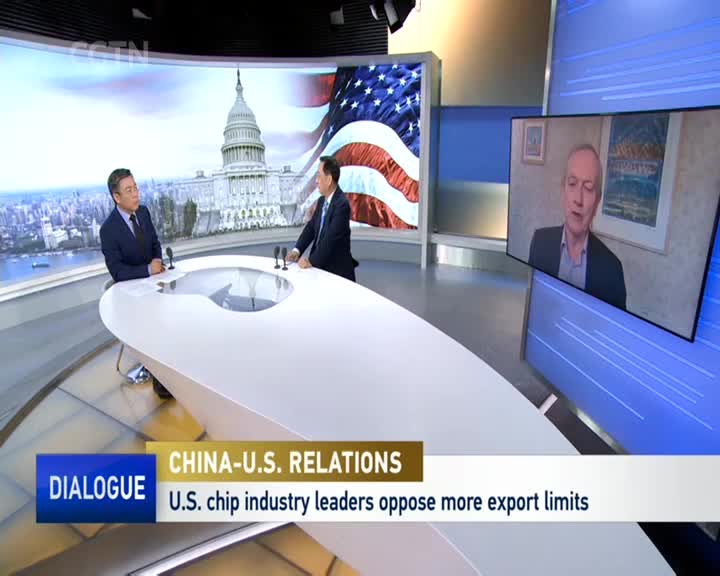 CGTN
CHINA-U.S. RELATIONS
DIALOGUE
U.S. chip industry leaders oppose more export limits